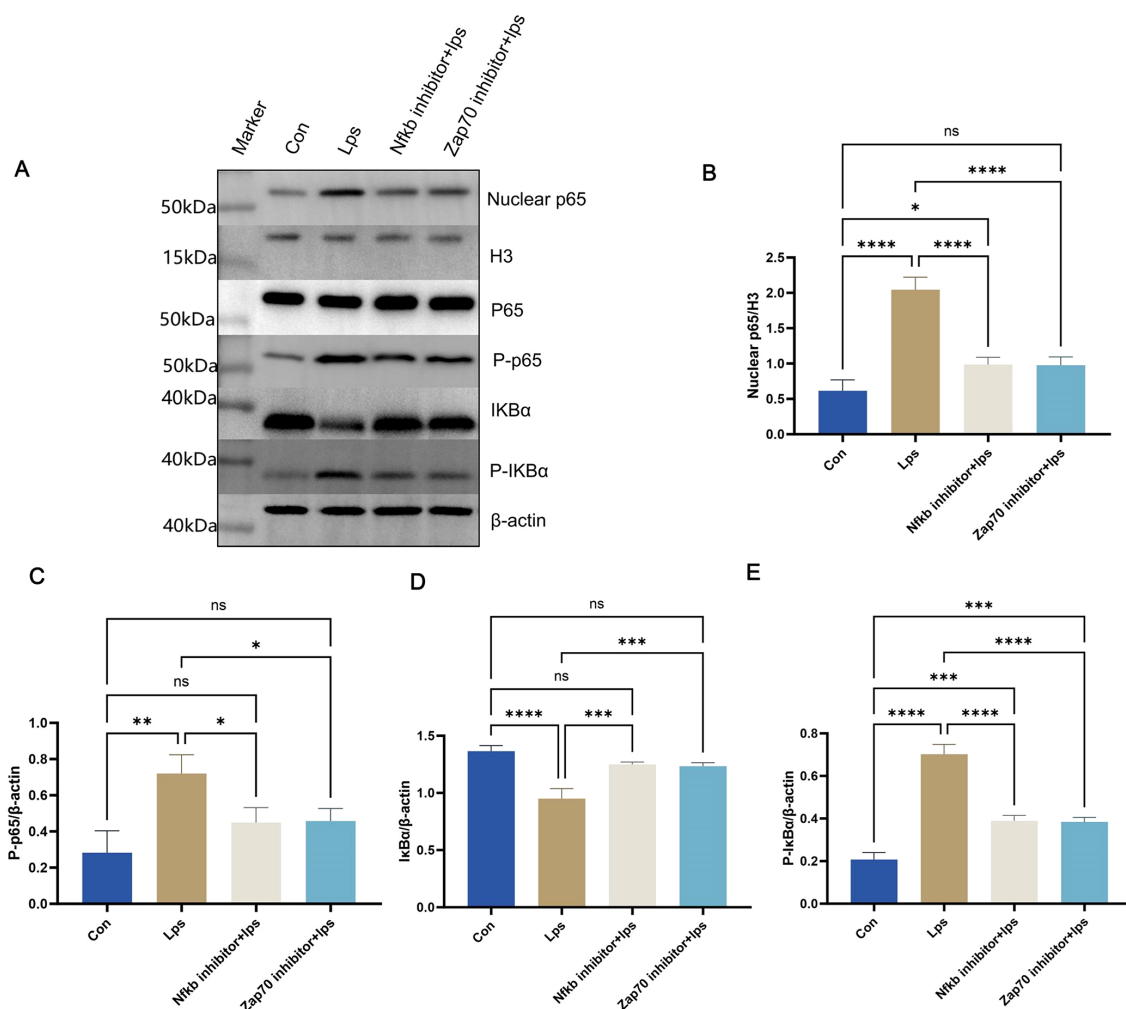 A
Marker
Con
Lps
Nfkb inhibitor+lps
Zap70 inhibitor+lps
50kDa
Nuclear p65
15kDa
H3
50kDa
P65
50kDa
P-p65
40kDa
IKBα
40kDa
P-IKBα
40kDa
β-actin
B
ns
****
*
**** ****
Nuclear p65/H3
2.5
2.0
1.5
1.0
0.5
0.0
Con
Lps
Nfkb inhibitor+lps
Zap70 inhibitor+lps
C
ns
*
ns
** *
P-p65/β-actin
1.0
0.8
0.6
0.4
0.2
0.0
Con
Lps
Nfkb inhibitor+lps
Zap70 inhibitor+lps
D
ns
***
ns
**** ***
IκBα/β-actin
1.5
1.0
0.5
0.0
Con
Lps
Nfkb inhibitor+lps
Zap70 inhibitor+lps
E
***
****
***
**** ****
P-IκBα/β-actin
0.8
0.6
0.4
0.2
0.0
Con
Lps
Nfkb inhibitor+lps
Zap70 inhibitor+lps